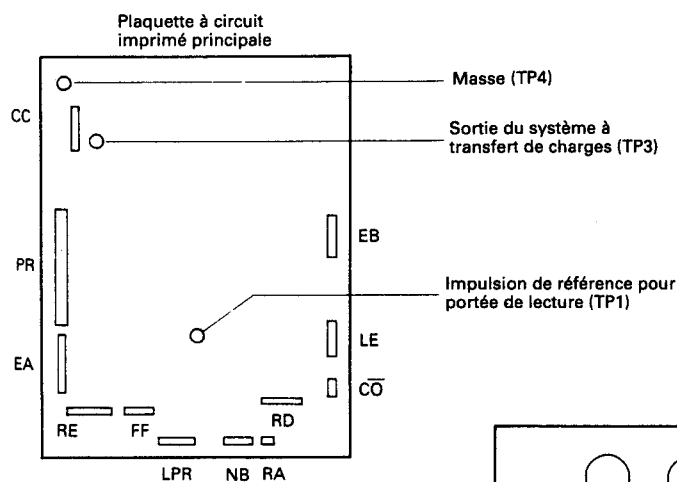 Plaquette à circuit
imprimé principale
Masse (TP4)
CC
Sortie du système à
transfert de charges (TP3)
EB
PR
Impulsion de référence pour
portée de lecture (TP1)
LE
EA
C̅O̅
RE
FF
RD
LPR
NB
RA